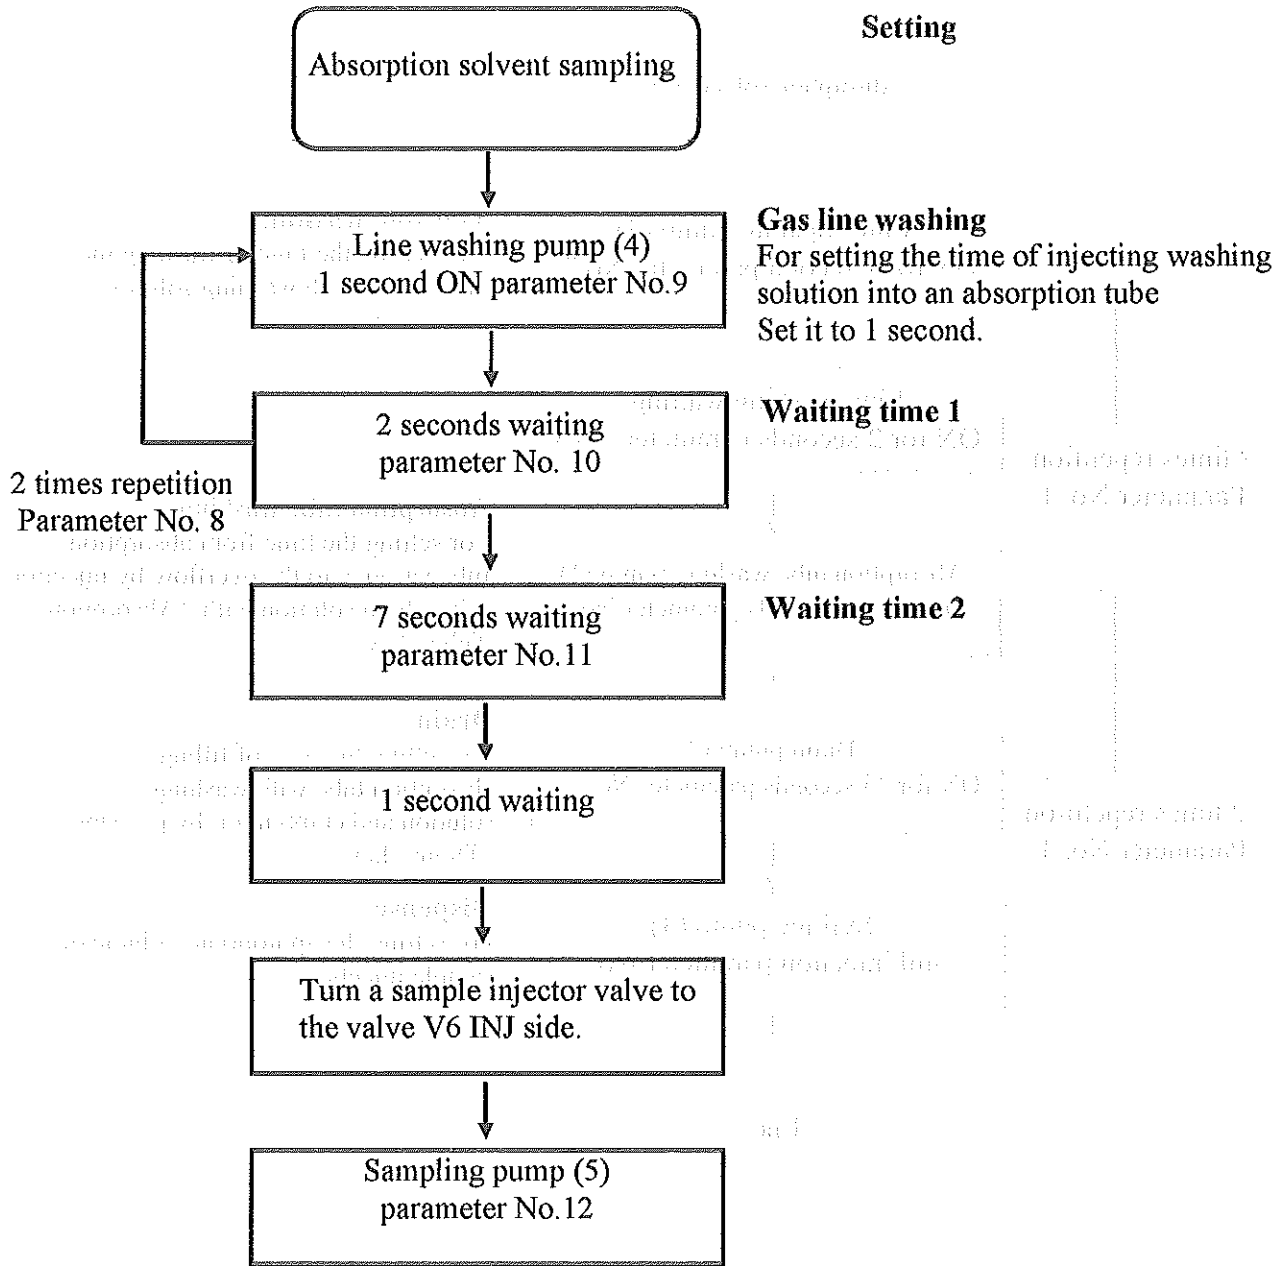 Setting
Absorption solvent sampling
Line washing pump (4)
1 second ON parameter No.9
Gas line washing
For setting the time of injecting washing
solution into an absorption tube
Set it to 1 second.
2 seconds waiting
parameter No. 10
Waiting time 1
2 times repetition
Parameter No. 8
7 seconds waiting
parameter No.11
Waiting time 2
1 second waiting
Turn a sample injector valve to
the valve V6 INJ side.
Sampling pump (5)
parameter No.12